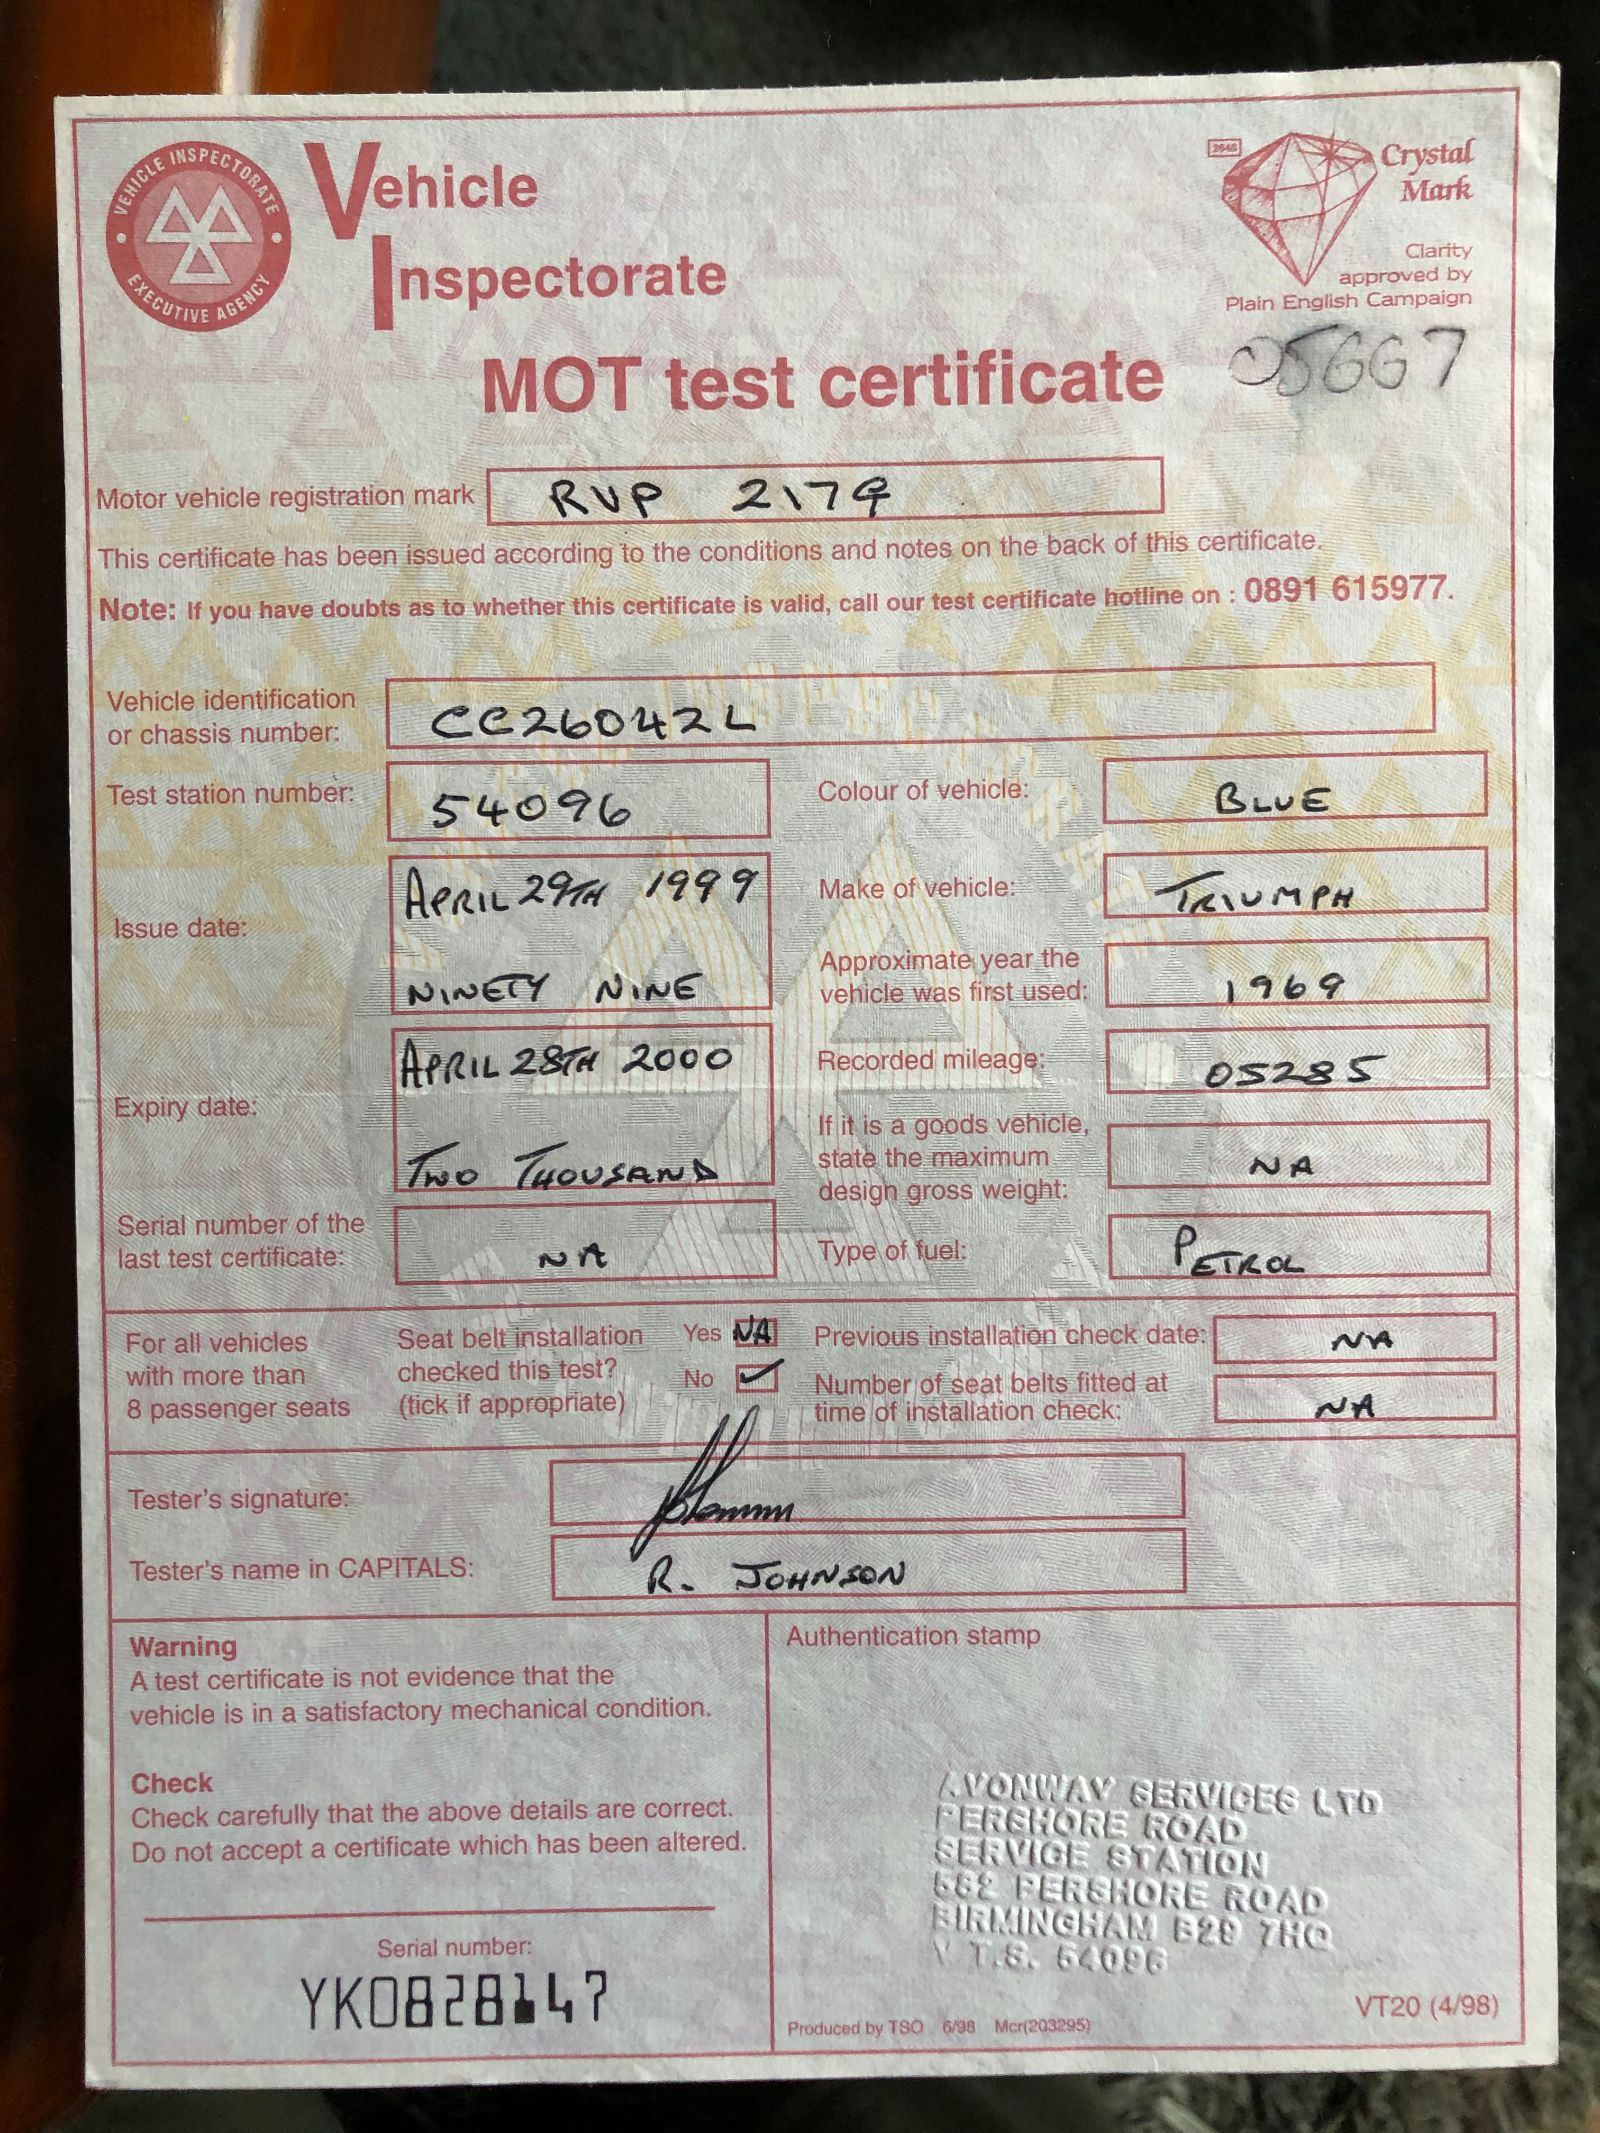 VEHICLE INSPECTORATE
EXECUTIVE AGENCY
Vehicle
Inspectorate
2648
Crystal
Mark
Clarity
approved by
Plain English Campaign
MOT test certificate
05667
Motor vehicle registration mark RVP 217G
This certificate has been issued according to the conditions and notes on the back of this certificate.
Note: If you have doubts as to whether this certificate is valid, call our test certificate hotline on : 0891 615977.
Vehicle identification
or chassis number:
CC26042L
Test station number: 54096
Colour of vehicle: BLUE
Issue date:
APRIL 29TH 1999
NINETY NINE
Make of vehicle: TRIUMPH
Approximate year the
vehicle was first used:
1969
Expiry date:
APRIL 28TH 2000
TWO THOUSAND
Recorded mileage: 05285
If it is a goods vehicle,
state the maximum
design gross weight:
NA
Serial number of the
last test certificate:
NA
Type of fuel: PETROL
For all vehicles
with more than
8 passenger seats
Seat belt installation
checked this test?
(tick if appropriate)
Yes NA
No ✓
Previous installation check date: NA
Number of seat belts fitted at
time of installation check:
NA
Tester's signature:
Tester's name in CAPITALS: R. JOHNSON
Warning
A test certificate is not evidence that the
vehicle is in a satisfactory mechanical condition.
Check
Check carefully that the above details are correct.
Do not accept a certificate which has been altered.
Serial number:
YK0828147
Authentication stamp
AVONWAY SERVICES LTD
PERSHORE ROAD
SERVICE STATION
582 PERSHORE ROAD
BIRMINGHAM B29 7HQ
V.T.S. 54096
VT20 (4/98)
Produced by TSO 6/98 Mcr(203295)